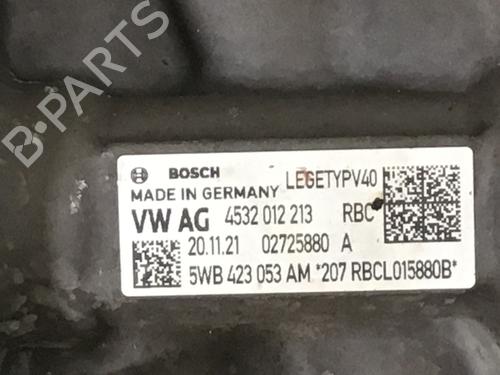 BOSCH LEGETYPV40
MADE IN GERMANY
VW AG 4532 012 213 RBC
20.11.21 02725880 A
5WB 423 053 AM *207 RBCL015880B*
B-PARTS